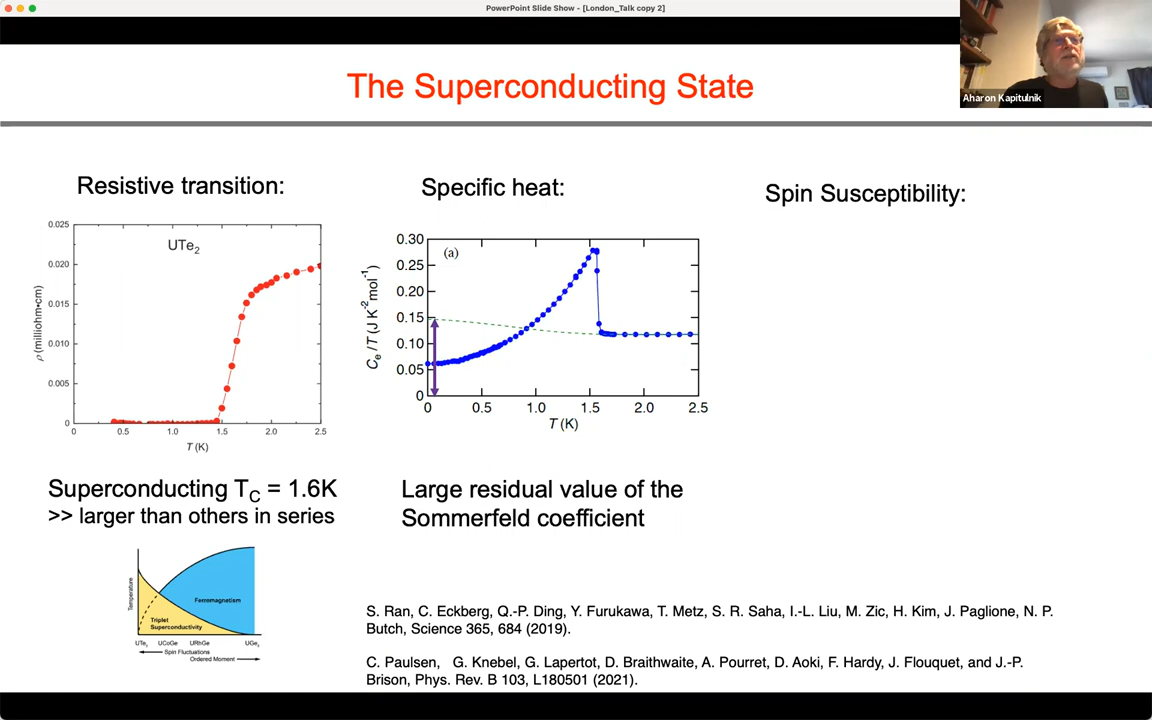 PowerPoint Slide Show - [London_Talk copy 2]
Aharon Kapitulnik
The Superconducting State
Resistive transition:
Specific heat:
Spin Susceptibility:
0.025
0.020
0.015
0.010
0.005
0
UTe2
ρ (milliohm•cm)
0 0.5 1.0 1.5 2.0 2.5
T (K)
(a)
0.30
0.25
0.20
0.15
0.10
0.05
0
Ce /T (J K-2 mol-1)
0 0.5 1.0 1.5 2.0 2.5
T (K)
Superconducting TC = 1.6K
>> larger than others in series
Large residual value of the
Sommerfeld coefficient
Temperature
Ferromagnetism
Triplet
Superconductivity
UTe2 UCoGe URhGe UGe2
Spin Fluctuations
Ordered Moment
S. Ran, C. Eckberg, Q.-P. Ding, Y. Furukawa, T. Metz, S. R. Saha, I.-L. Liu, M. Zic, H. Kim, J. Paglione, N. P.
Butch, Science 365, 684 (2019).
C. Paulsen, G. Knebel, G. Lapertot, D. Braithwaite, A. Pourret, D. Aoki, F. Hardy, J. Flouquet, and J.-P.
Brison, Phys. Rev. B 103, L180501 (2021).